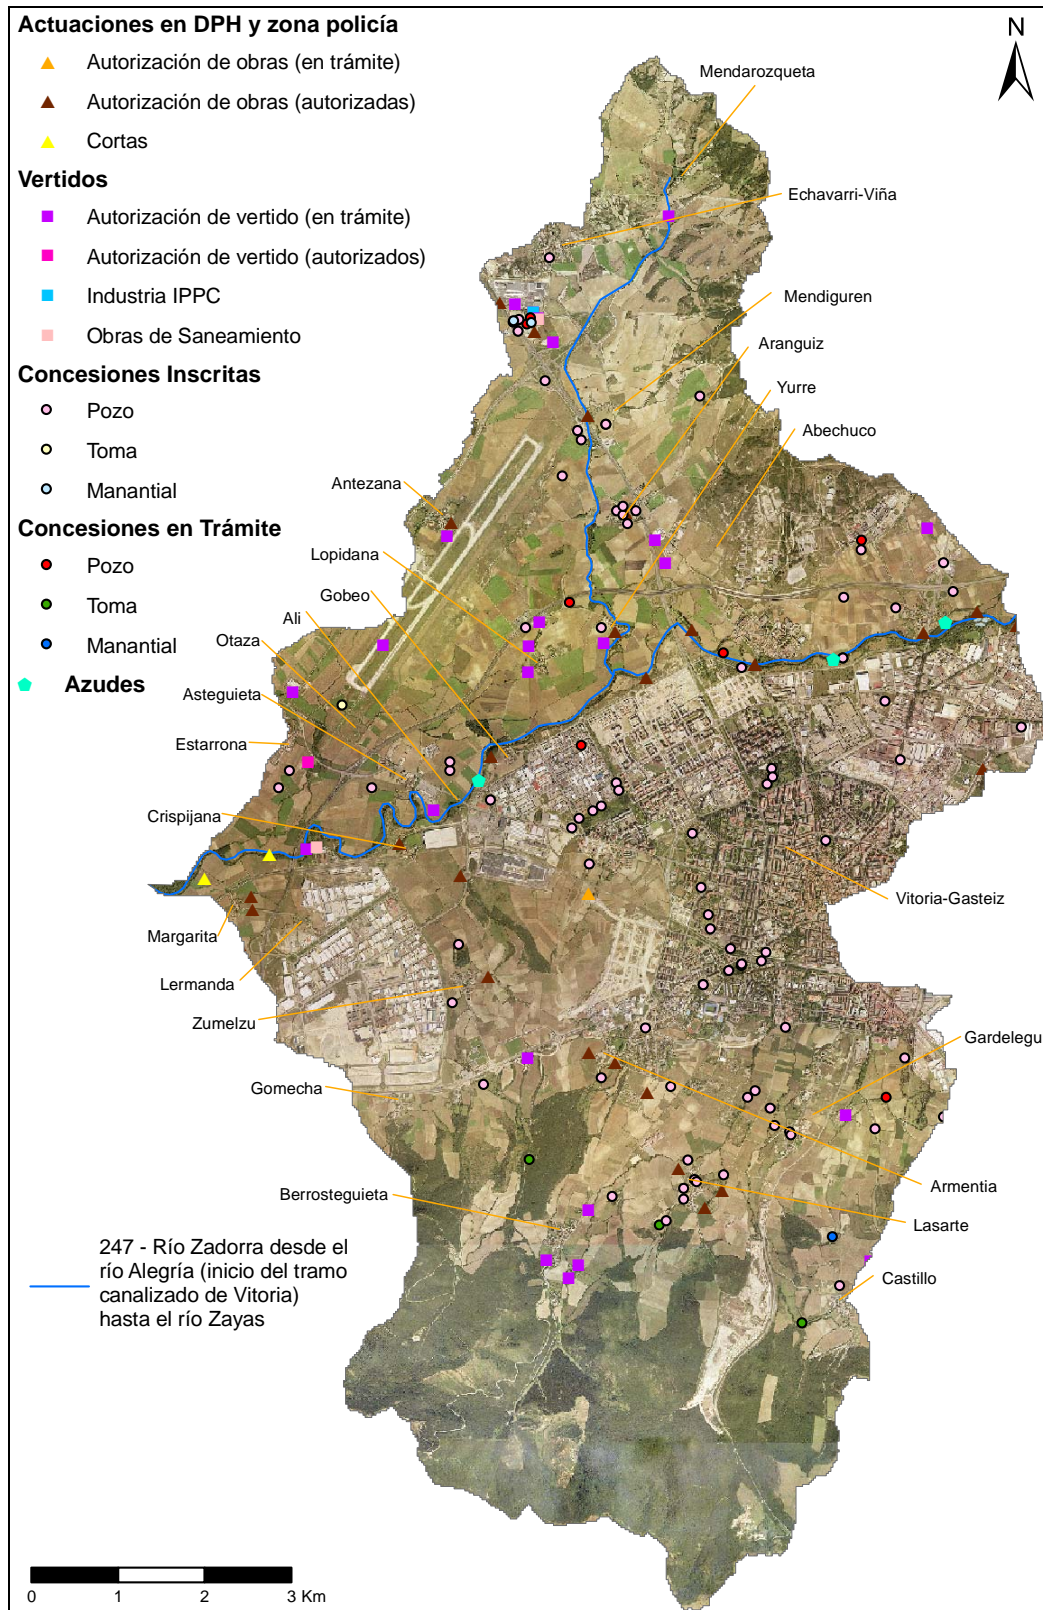 Actuaciones en DPH y zona policía
Autorización de obras (en trámite)
Autorización de obras (autorizadas)
Cortas
Vertidos
Autorización de vertido (en trámite)
Autorización de vertido (autorizados)
Industria IPPC
Obras de Saneamiento
Concesiones Inscritas
Pozo
Toma
Manantial
Concesiones en Trámite
Pozo
Toma
Manantial
Azudes
N
Mendarozqueta
Echavarri-Viña
Mendiguren
Aranguiz
Yurre
Abechuco
Antezana
Lopidana
Gobeo
Ali
Otaza
Asteguieta
Estarrona
Crispijana
Margarita
Lermanda
Zumelzu
Gomecha
Vitoria-Gasteiz
Gardelegu
Armentia
Berrosteguieta
Lasarte
Castillo
247 - Río Zadorra desde el
río Alegría (inicio del tramo
canalizado de Vitoria)
hasta el río Zayas
0 1 2 3 Km